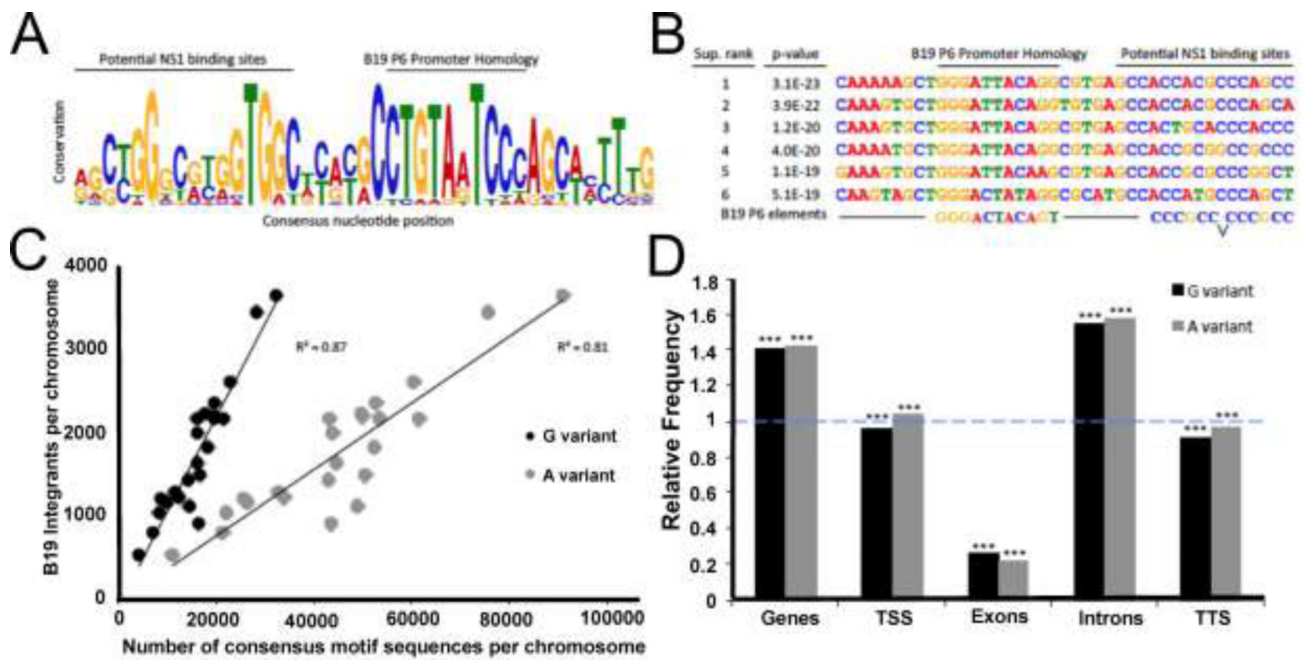 A
Potential NS1 binding sites
B19 P6 Promoter Homology
Conservation
Consensus nucleotide position
B
Sup. rank p-value B19 P6 Promoter Homology Potential NS1 binding sites
1 3.1E-23 CAAAAAGCTGGGATTACAGGCGTGAGCCACCACGCCCAGCC
2 3.9E-22 CAAAGTGCTGGGATTACAGGTGTGAGCCACCACGCCCAGCA
3 1.2E-20 CAAAGTGCTGGGATTACAGGCGTGAGCCACTGCACCCACCC
4 4.0E-20 CAAAATGCTGGGATTACAGGCGTGAGCCACCGCGGCCGCCC
5 1.1E-19 GAAAGTGCTGGGATTACAAGCGTGAGCCACCGCGCCCGGCT
6 5.1E-19 CAAGTAGCTGGGACTATAGGCGCATGCCACCATGCCCAGCT
B19 P6 elements GGGACTACAGT CCCGCC CCCGCC
C
B19 Integrants per chromosome
4000
3000
2000
1000
0
R² = 0.87
R² = 0.81
G variant
A variant
0 20000 40000 60000 80000 100000
Number of consensus motif sequences per chromosome
D
Relative Frequency
1.8
1.6
1.4
1.2
1
0.8
0.6
0.4
0.2
0
G variant
A variant
*** ***
*** ***
*** ***
*** ***
*** ***
Genes TSS Exons Introns TTS